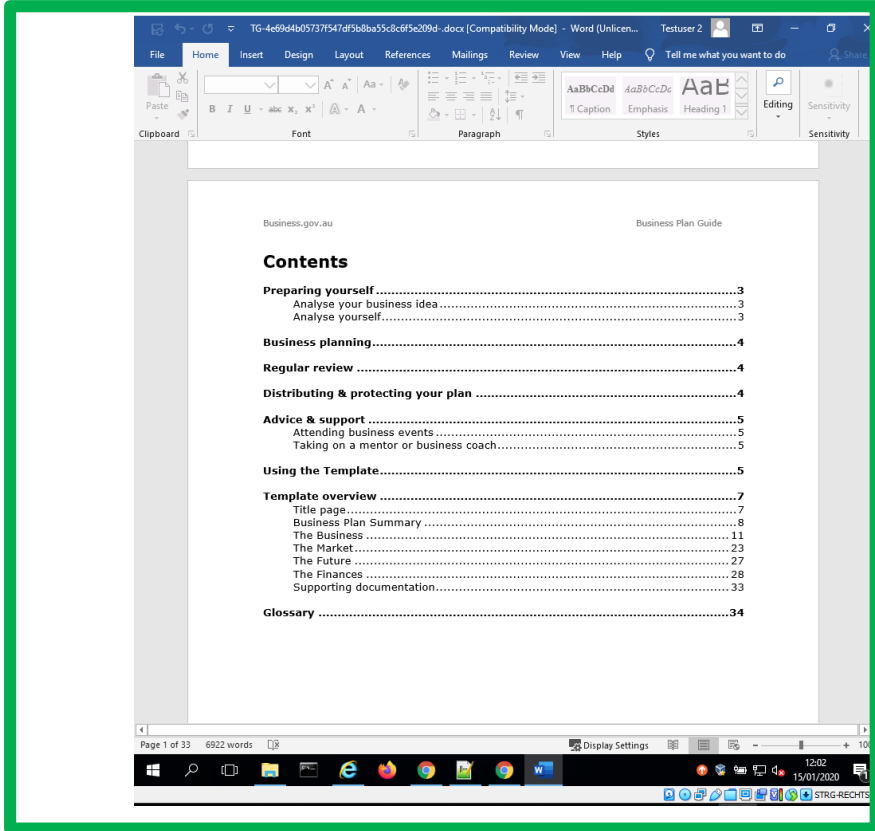 TG-4e69d4b05737f547df5b8ba55c8c6f5e209d-.docx [Compatibility Mode] - Word (Unlicen... Testuser 2
File Home Insert Design Layout References Mailings Review View Help Tell me what you want to do Share
Paste
Clipboard
A A Aa
B I U abc x₂ x² A A
Font
Paragraph
AaBbCcDd AaBbCcDc AaB
¶ Caption Emphasis Heading 1
Styles
Editing
Sensitivity
Sensitivity
Business.gov.au Business Plan Guide
Contents
Preparing yourself ..... 3
Analyse your business idea ..... 3
Analyse yourself ..... 3
Business planning ..... 4
Regular review ..... 4
Distributing & protecting your plan ..... 4
Advice & support ..... 5
Attending business events ..... 5
Taking on a mentor or business coach ..... 5
Using the Template ..... 5
Template overview ..... 7
Title page ..... 7
Business Plan Summary ..... 8
The Business ..... 11
The Market ..... 23
The Future ..... 27
The Finances ..... 28
Supporting documentation ..... 33
Glossary ..... 34
Page 1 of 33 6922 words Display Settings - + 100
12:02
15/01/2020
STRG-RECHTS